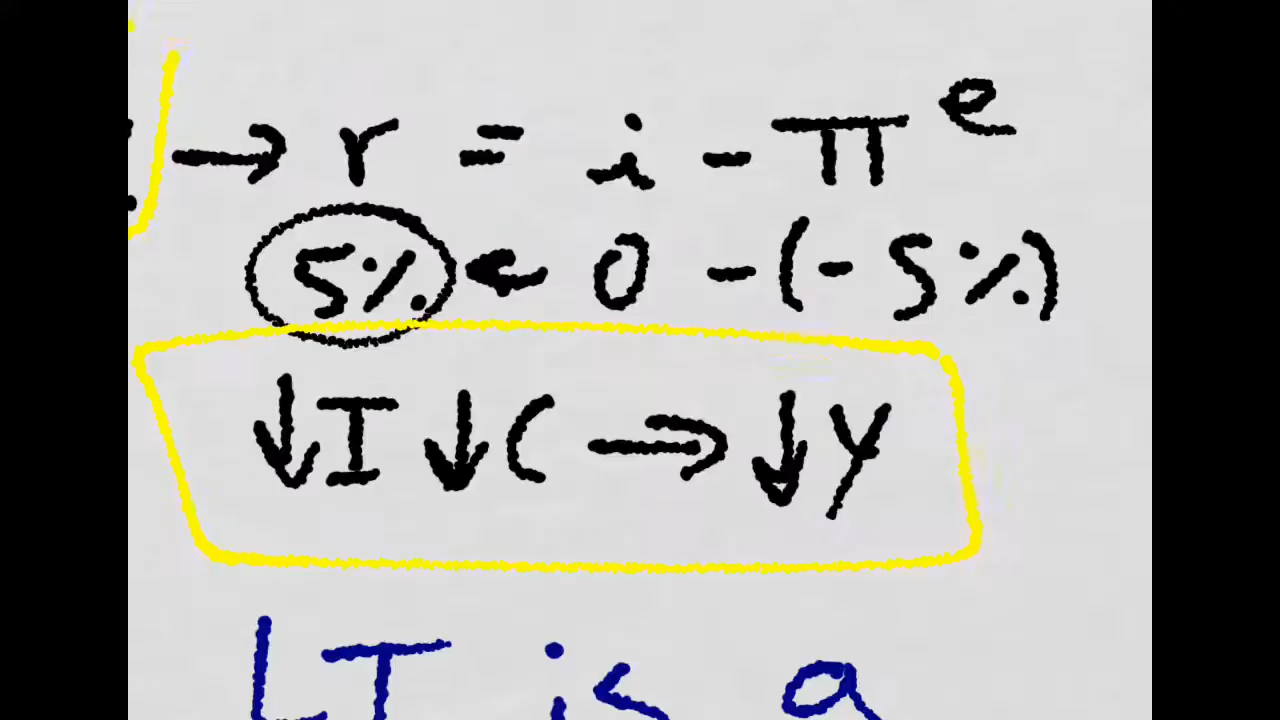 → r = i - π^e
5% ← 0 - (-5%)
↓I ↓C → ↓Y
LT is a